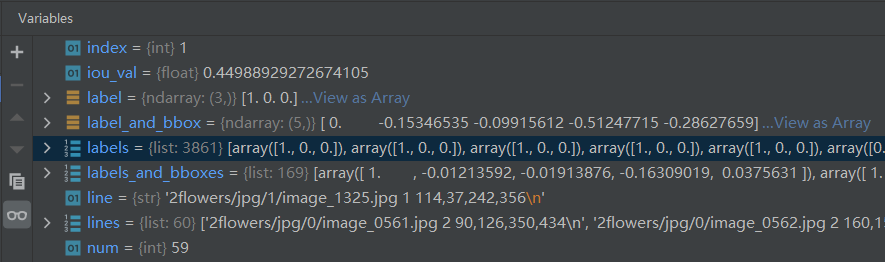 Variables
index = {int} 1
iou_val = {float} 0.44988929272674105
label = {ndarray: (3,)} [1. 0. 0.] ...View as Array
label_and_bbox = {ndarray: (5,)} [ 0. -0.15346535 -0.09915612 -0.51247715 -0.28627659] ...View as Array
labels = {list: 3861} [array([1., 0., 0.]), array([1., 0., 0.]), array([1., 0., 0.]), array([1., 0., 0.]), array([1., 0., 0.]), array([0.
labels_and_bboxes = {list: 169} [array([ 1. , -0.01213592, -0.01913876, -0.16309019, 0.0375631 ]), array([ 1.
line = {str} '2flowers/jpg/1/image_1325.jpg 1 114,37,242,356\n'
lines = {list: 60} ['2flowers/jpg/0/image_0561.jpg 2 90,126,350,434\n', '2flowers/jpg/0/image_0562.jpg 2 160,15
num = {int} 59